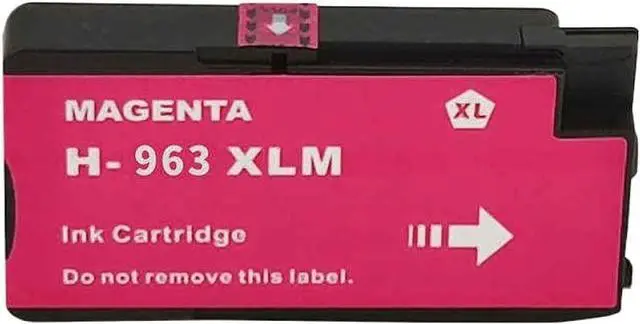 MAGENTA
XL
H-963 XLM
Ink Cartridge
Do not remove this label.